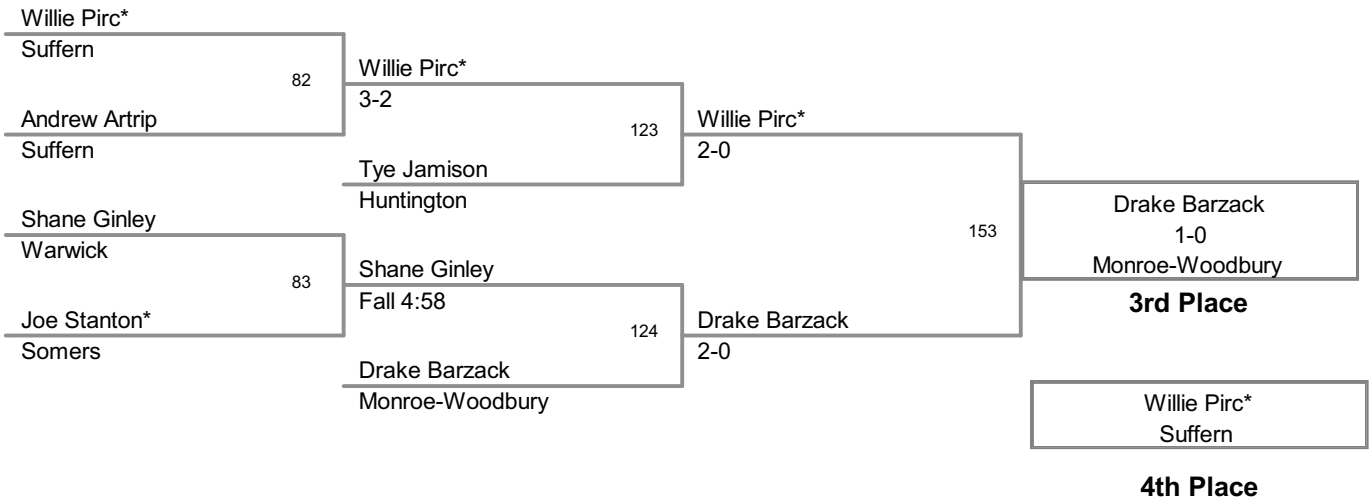 Willie Pirc*
Suffern
82
Andrew Artrip
Suffern
Shane Ginley
Warwick
83
Joe Stanton*
Somers
Willie Pirc*
3-2
123
Tye Jamison
Huntington
Shane Ginley
Fall 4:58
124
Drake Barzack
Monroe-Woodbury
Willie Pirc*
2-0
153
Drake Barzack
2-0
Drake Barzack
1-0
Monroe-Woodbury
3rd Place
Willie Pirc*
Suffern
4th Place